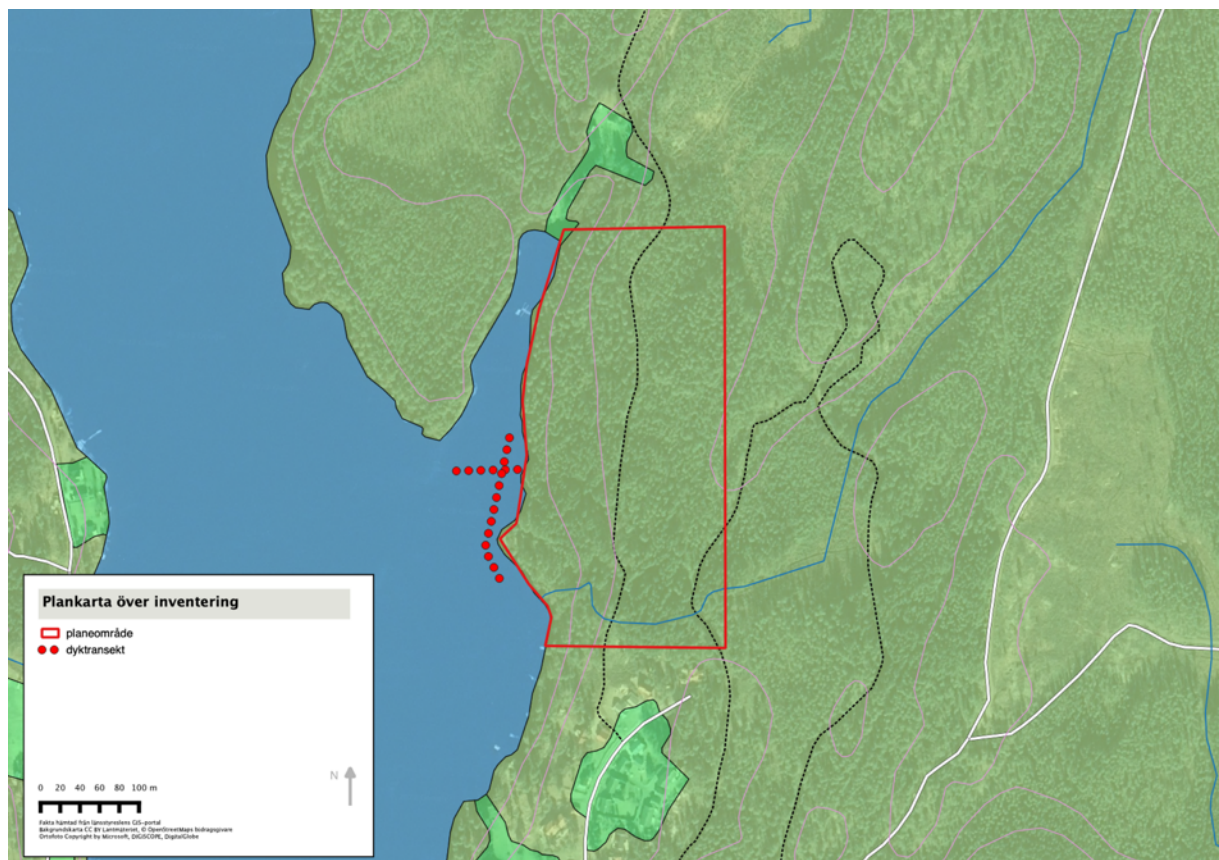 Plankarta över inventering
planeområde
dyktransekt
N
0 20 40 60 80 100 m
Fakta hämtad från länsstyrelsens GIS-portal
Bakgrundskarta CC BY Lantmäteriet, © OpenStreetMaps bidragsgivare
Ortofoto Copyright by Microsoft, DIGISCOPE, DigitalGlobe